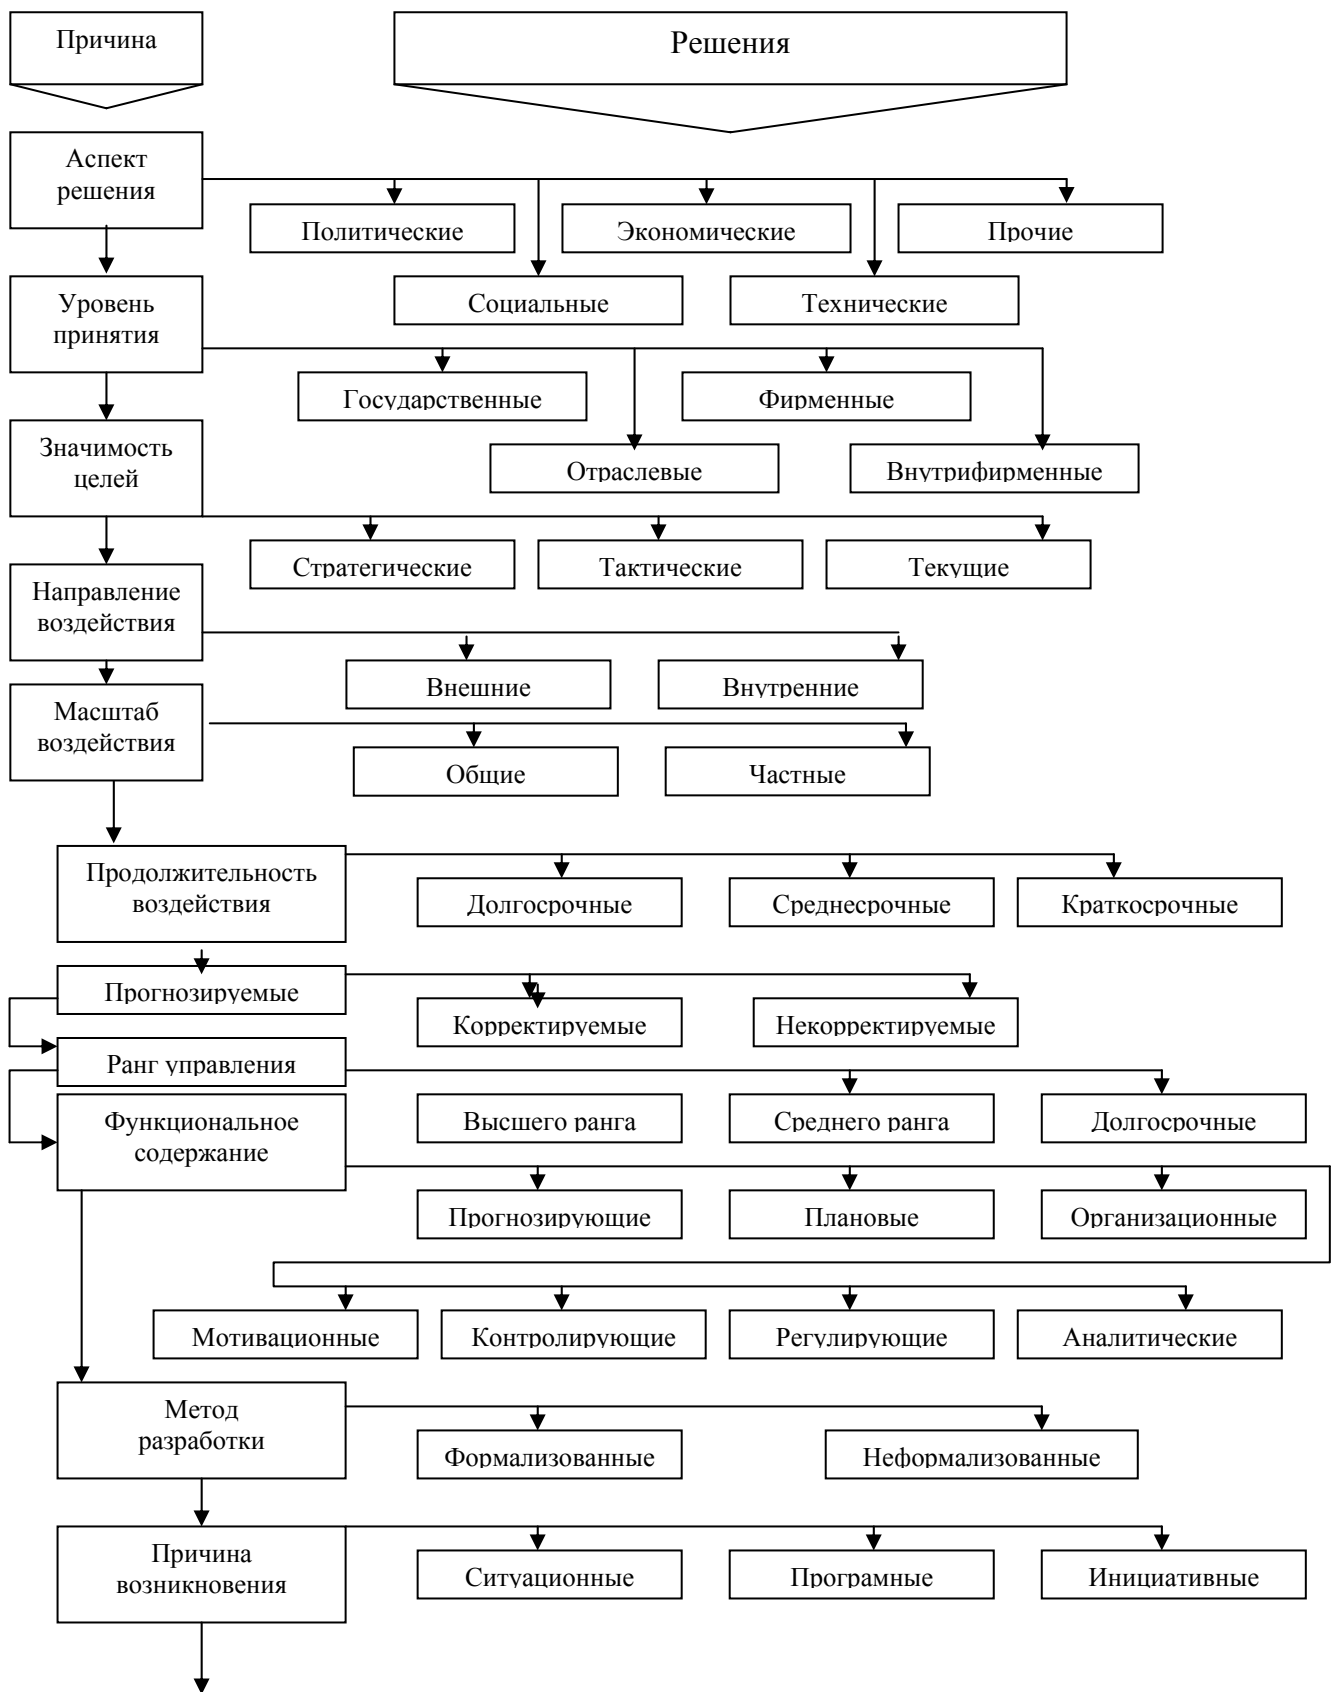 Причина
Решения
Аспект
решения
Политические
Экономические
Прочие
Социальные
Технические
Уровень
принятия
Государственные
Фирменные
Отраслевые
Внутрифирменные
Значимость
целей
Стратегические
Тактические
Текущие
Направление
воздействия
Внешние
Внутренние
Масштаб
воздействия
Общие
Частные
Продолжительность
воздействия
Долгосрочные
Среднесрочные
Краткосрочные
Прогнозируемые
Корректируемые
Некорректируемые
Ранг управления
Высшего ранга
Среднего ранга
Долгосрочные
Функциональное
содержание
Прогнозирующие
Плановые
Организационные
Мотивационные
Контролирующие
Регулирующие
Аналитические
Метод
разработки
Формализованные
Неформализованные
Причина
возникновения
Ситуационные
Програмные
Инициативные